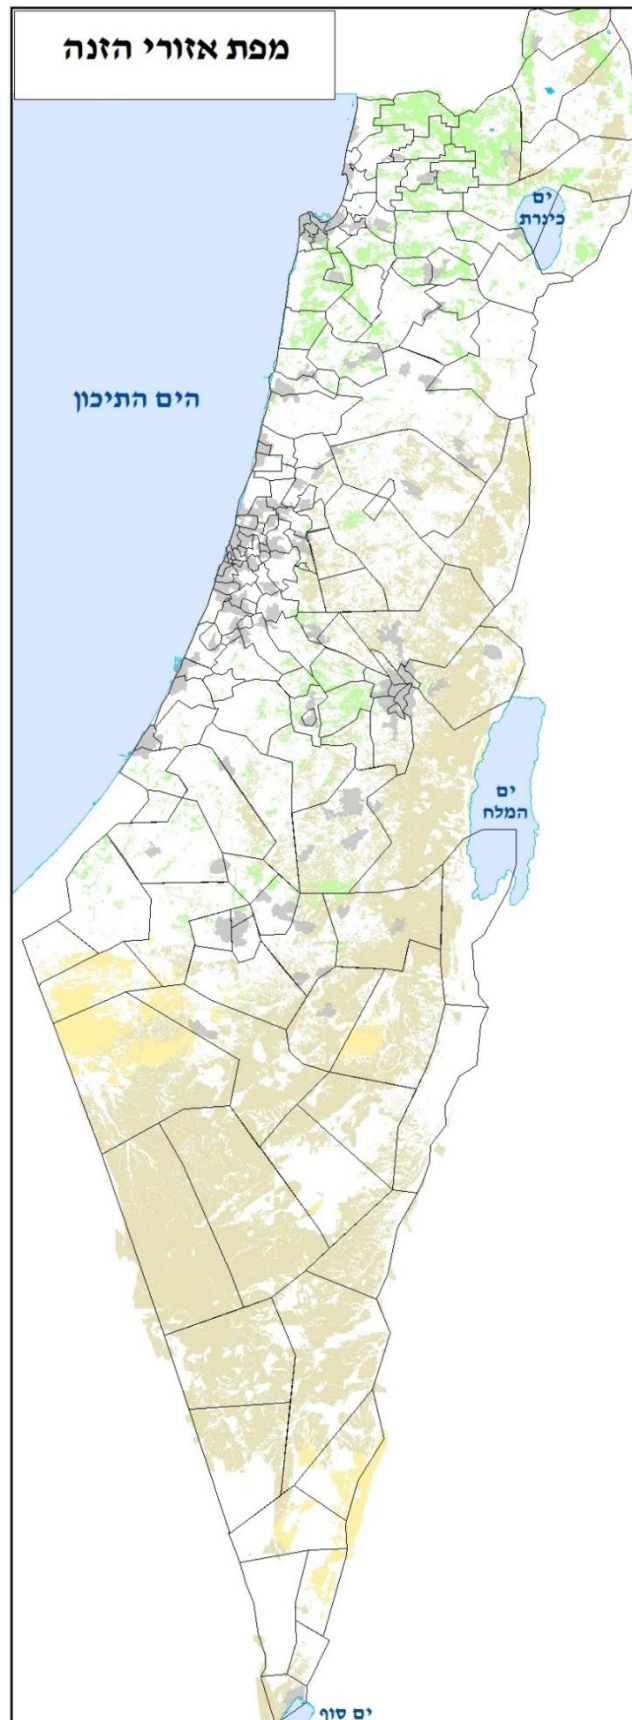 מפת אזורי הזנה
ים
כינרת
הים התיכון
ים
המלח
ים סוף